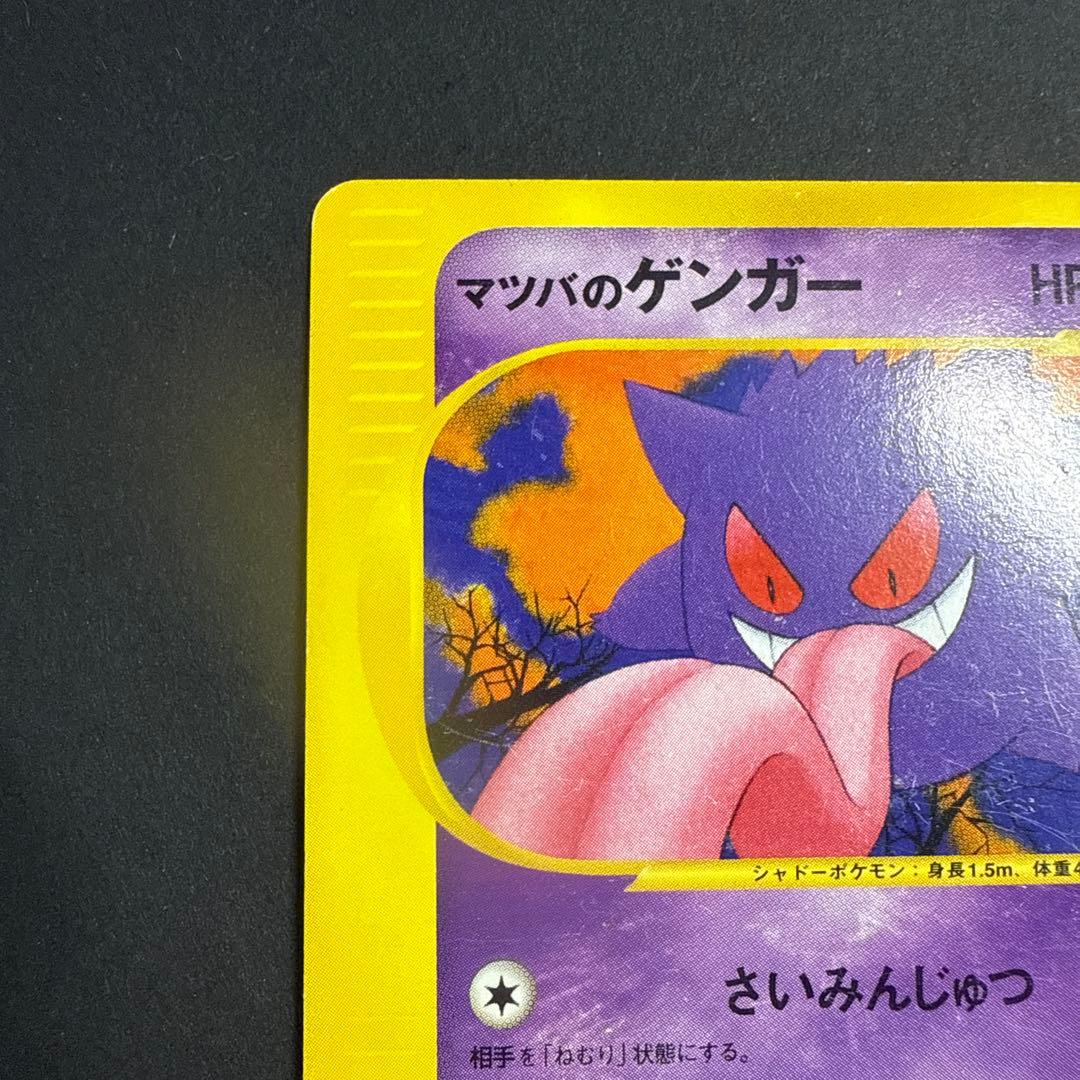 マツバのゲンガー HP
シャドーポケモン：身長1.5m、体重4
さいみんじゅつ
相手を「ねむり」状態にする。